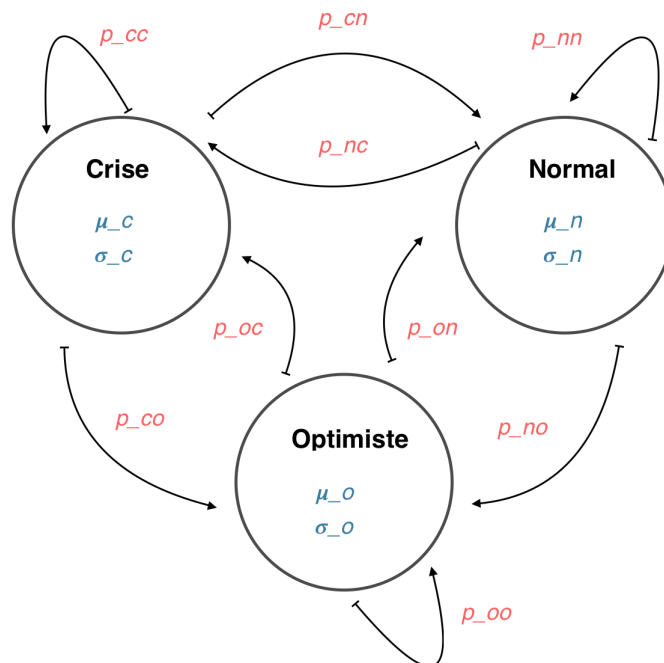 p_cc
p_cn
p_nn
p_nc
Crise
μ_c
σ_c
Normal
μ_n
σ_n
p_oc
p_on
p_co
p_no
Optimiste
μ_o
σ_o
p_oo